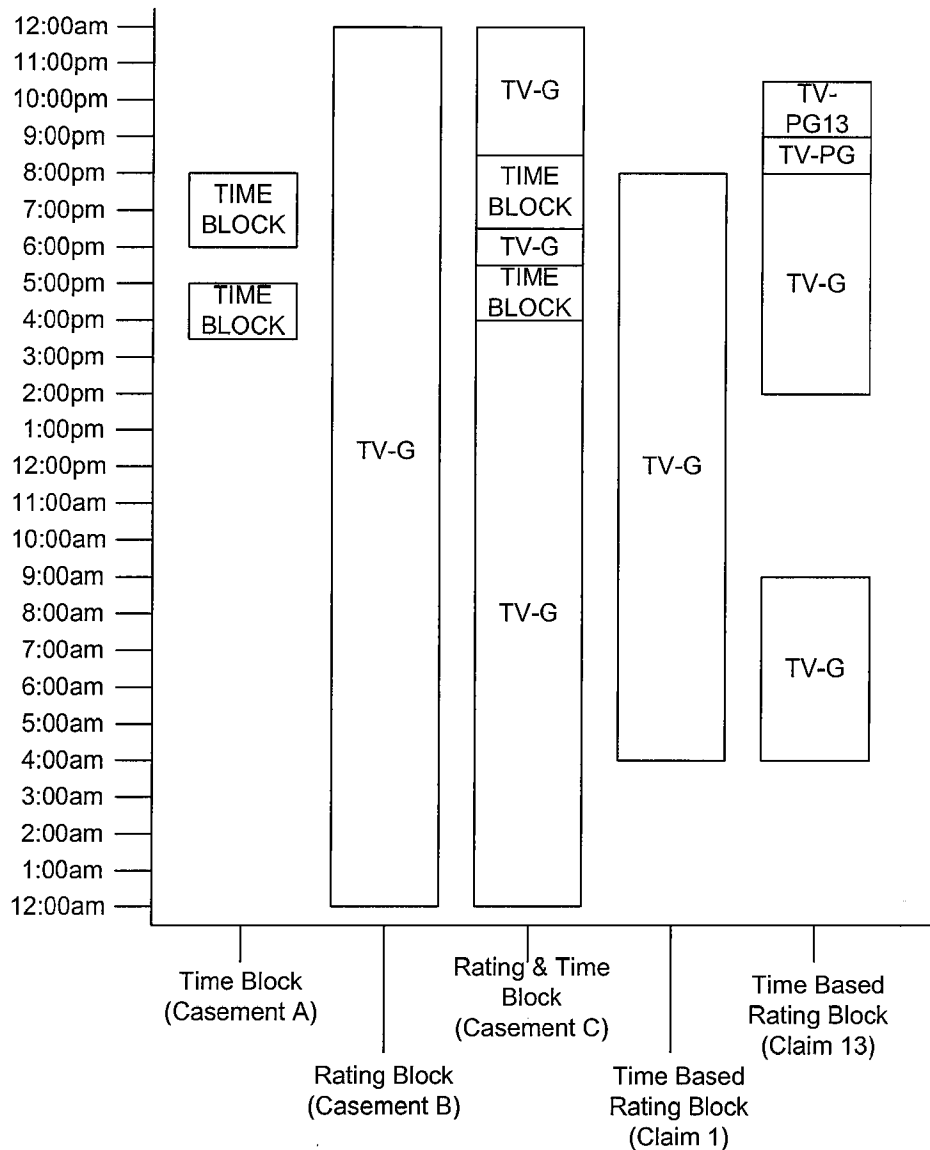 12:00am
11:00pm
10:00pm
9:00pm
8:00pm
7:00pm
6:00pm
5:00pm
4:00pm
3:00pm
2:00pm
1:00pm
12:00pm
11:00am
10:00am
9:00am
8:00am
7:00am
6:00am
5:00am
4:00am
3:00am
2:00am
1:00am
12:00am
TIME
BLOCK
TIME
BLOCK
TV-G
TV-G
TIME
BLOCK
TV-G
TIME
BLOCK
TV-G
TV-G
TV-
PG13
TV-PG
TV-G
TV-G
Time Block
(Casement A)
Rating Block
(Casement B)
Rating & Time
Block
(Casement C)
Time Based
Rating Block
(Claim 1)
Time Based
Rating Block
(Claim 13)